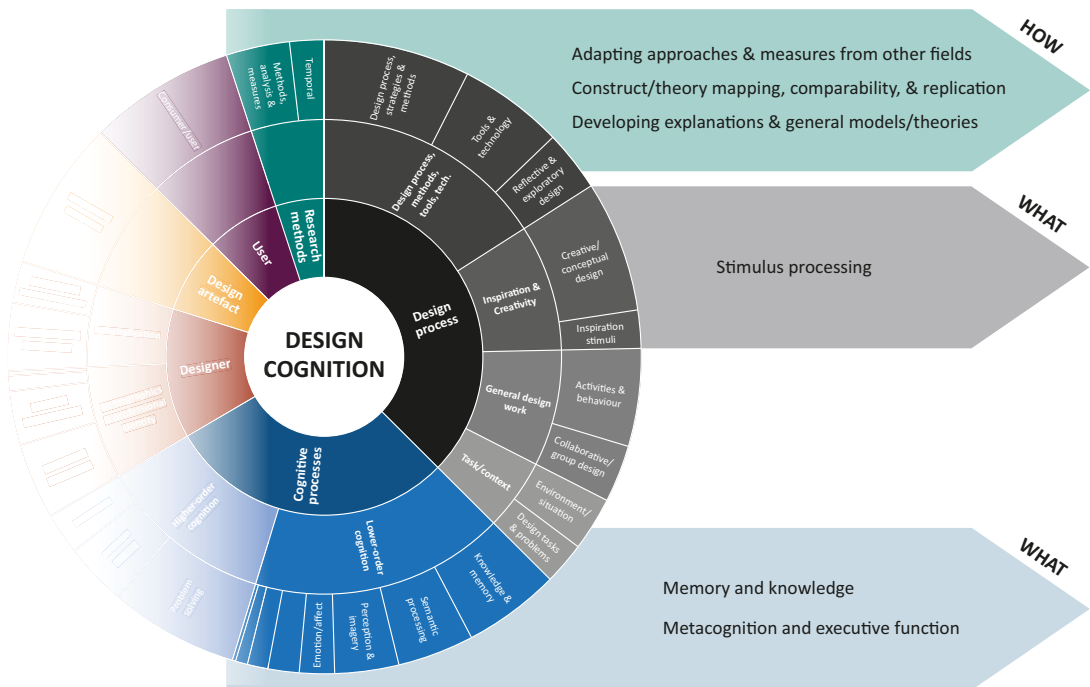 HOW
Adapting approaches & measures from other fields
Construct/theory mapping, comparability, & replication
Developing explanations & general models/theories
WHAT
Stimulus processing
WHAT
Memory and knowledge
Metacognition and executive function
DESIGN
COGNITION
Research
methods
Methods,
analysis &
measures
Temporal
Design
process
Design process,
methods,
tools, tech.
Design process,
strategies &
methods
Tools &
technology
Reflective &
exploratory
design
Inspiration &
Creativity
Creative/
conceptual
design
Inspiration
stimuli
General design
work
Activities &
behaviour
Collaborative/
group design
Task/context
Environment/
situation
Design tasks
& problems
Cognitive
processes
Lower-order
cognition
Knowledge &
memory
Semantic
processing
Perception &
imagery
Emotion/affect
Higher-order
cognition
Problem
solving
Designer
Design
artefact
User
Consumer/user